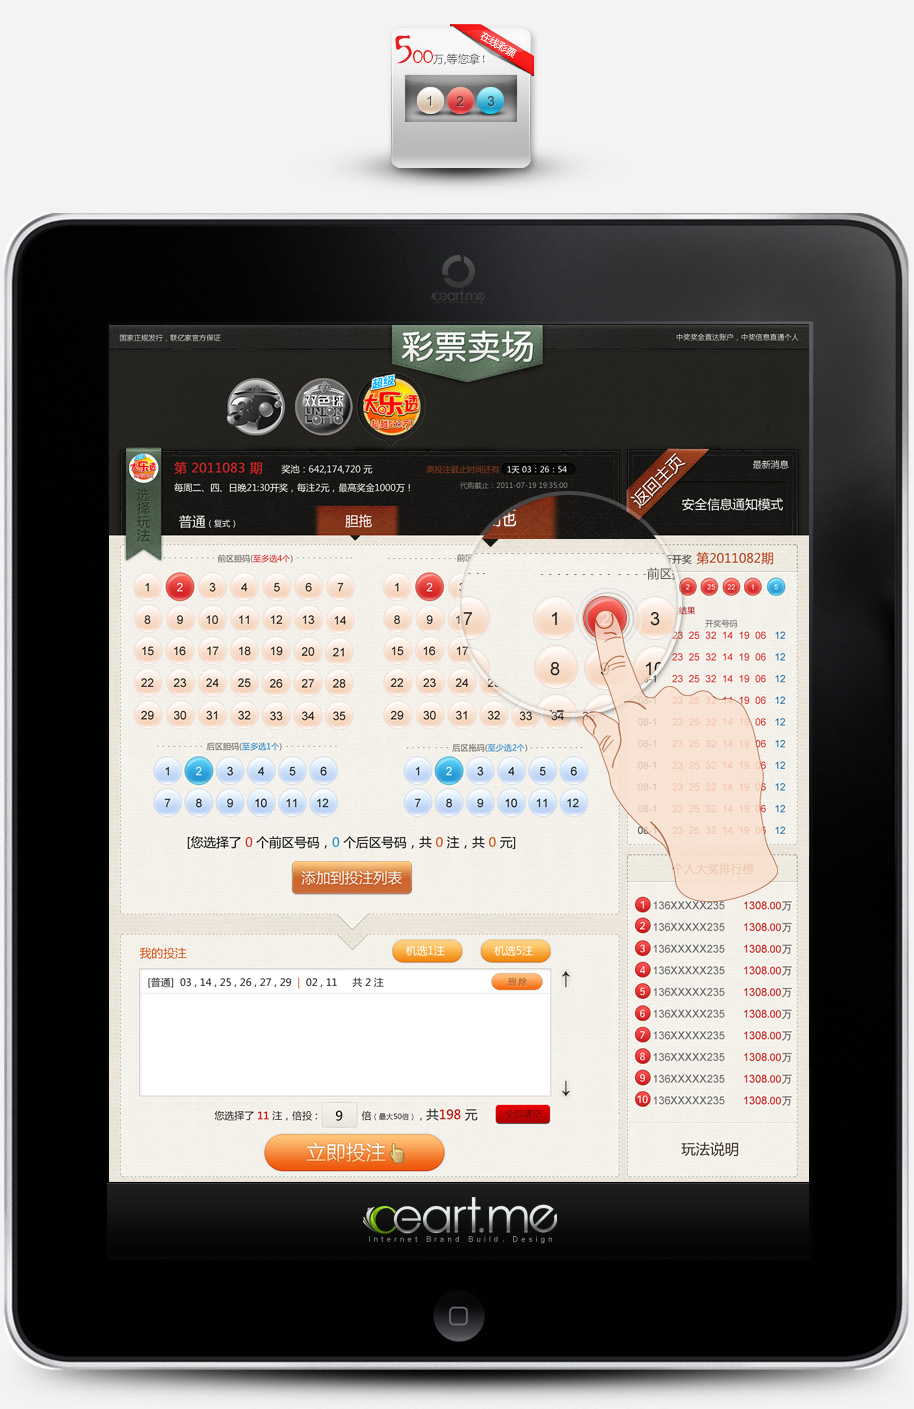 在线彩票
500万,等您拿!
1 2 3
ceart.me
国家正规发行，联亿家官方保证
彩票卖场
中奖奖金直达账户，中奖信息直通个人
双色球
UNION
LOTTO
超级
大乐透
选择玩法
第 2011083 期
奖池：642,174,720 元
离投注截止时间还有
1天 03 : 26 : 54
每周二、四、日晚21:30开奖，每注2元，最高奖金1000万！
代购截止：2011-07-19 19:35:00
普通（复式）
胆拖
返回主页
最新消息
安全信息通知模式
前区胆码(至多选4个)
1 2 3 4 5 6 7
8 9 10 11 12 13 14
15 16 17 18 19 20 21
22 23 24 25 26 27 28
29 30 31 32 33 34 35
前区
1 2
8 9
15 16 17
22 23 24
29 30 31 32 33 34
前区
7 1 3
8 10
后区胆码(至多选1个)
1 2 3 4 5 6
7 8 9 10 11 12
后区拖码(至少选2个)
1 2 3 4 5 6
7 8 9 10 11 12
[您选择了 0 个前区号码，0 个后区号码，共 0 注，共 0 元]
添加到投注列表
我的投注
机选1注
机选5注
[普通] 03 , 14 , 25 , 26 , 27 , 29 | 02 , 11 共 2 注
删 除
↑
↓
您选择了 11 注，倍投： 9 倍（最大50倍），共198 元
全部清空
立即投注
开奖 第2011082期
2 25 22 1 5
结果
开奖号码
23 25 32 14 19 06 12
23 25 32 14 19 06 12
08-1 23 25 32 14 19 06 12
08-1 23 25 32 14 19 06 12
08-1 23 25 32 14 19 06 12
08-1 23 25 32 14 19 06 12
08-1 23 25 32 14 19 06 12
08-1 23 25 32 14 19 06 12
08-1 23 25 32 14 19 06 12
08-1 23 25 32 14 19 06 12
个人大奖排行榜
1 136XXXXX235 1308.00万
2 136XXXXX235 1308.00万
3 136XXXXX235 1308.00万
4 136XXXXX235 1308.00万
5 136XXXXX235 1308.00万
6 136XXXXX235 1308.00万
7 136XXXXX235 1308.00万
8 136XXXXX235 1308.00万
9 136XXXXX235 1308.00万
10 136XXXXX235 1308.00万
玩法说明
ceart.me
Internet Brand Build. Design